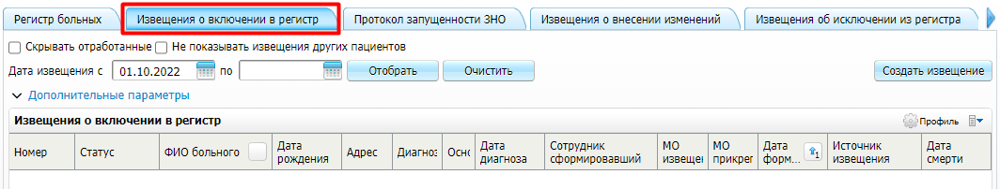 Регистр больных Извещения о включении в регистр Протокол запущенности ЗНО Извещения о внесении изменений Извещения об исключении из регистра
Скрывать отработанные Не показывать извещения других пациентов
Дата извещения с 01.10.2022 по Отобрать Очистить Создать извещение
Дополнительные параметры
Извещения о включении в регистр Профиль
Номер Статус ФИО больного Дата рождения Адрес Диагноз Осно Дата диагноза Сотрудник сформировавший МО извещен МО прикреп Дата форм... 1 Источник извещения Дата смерти